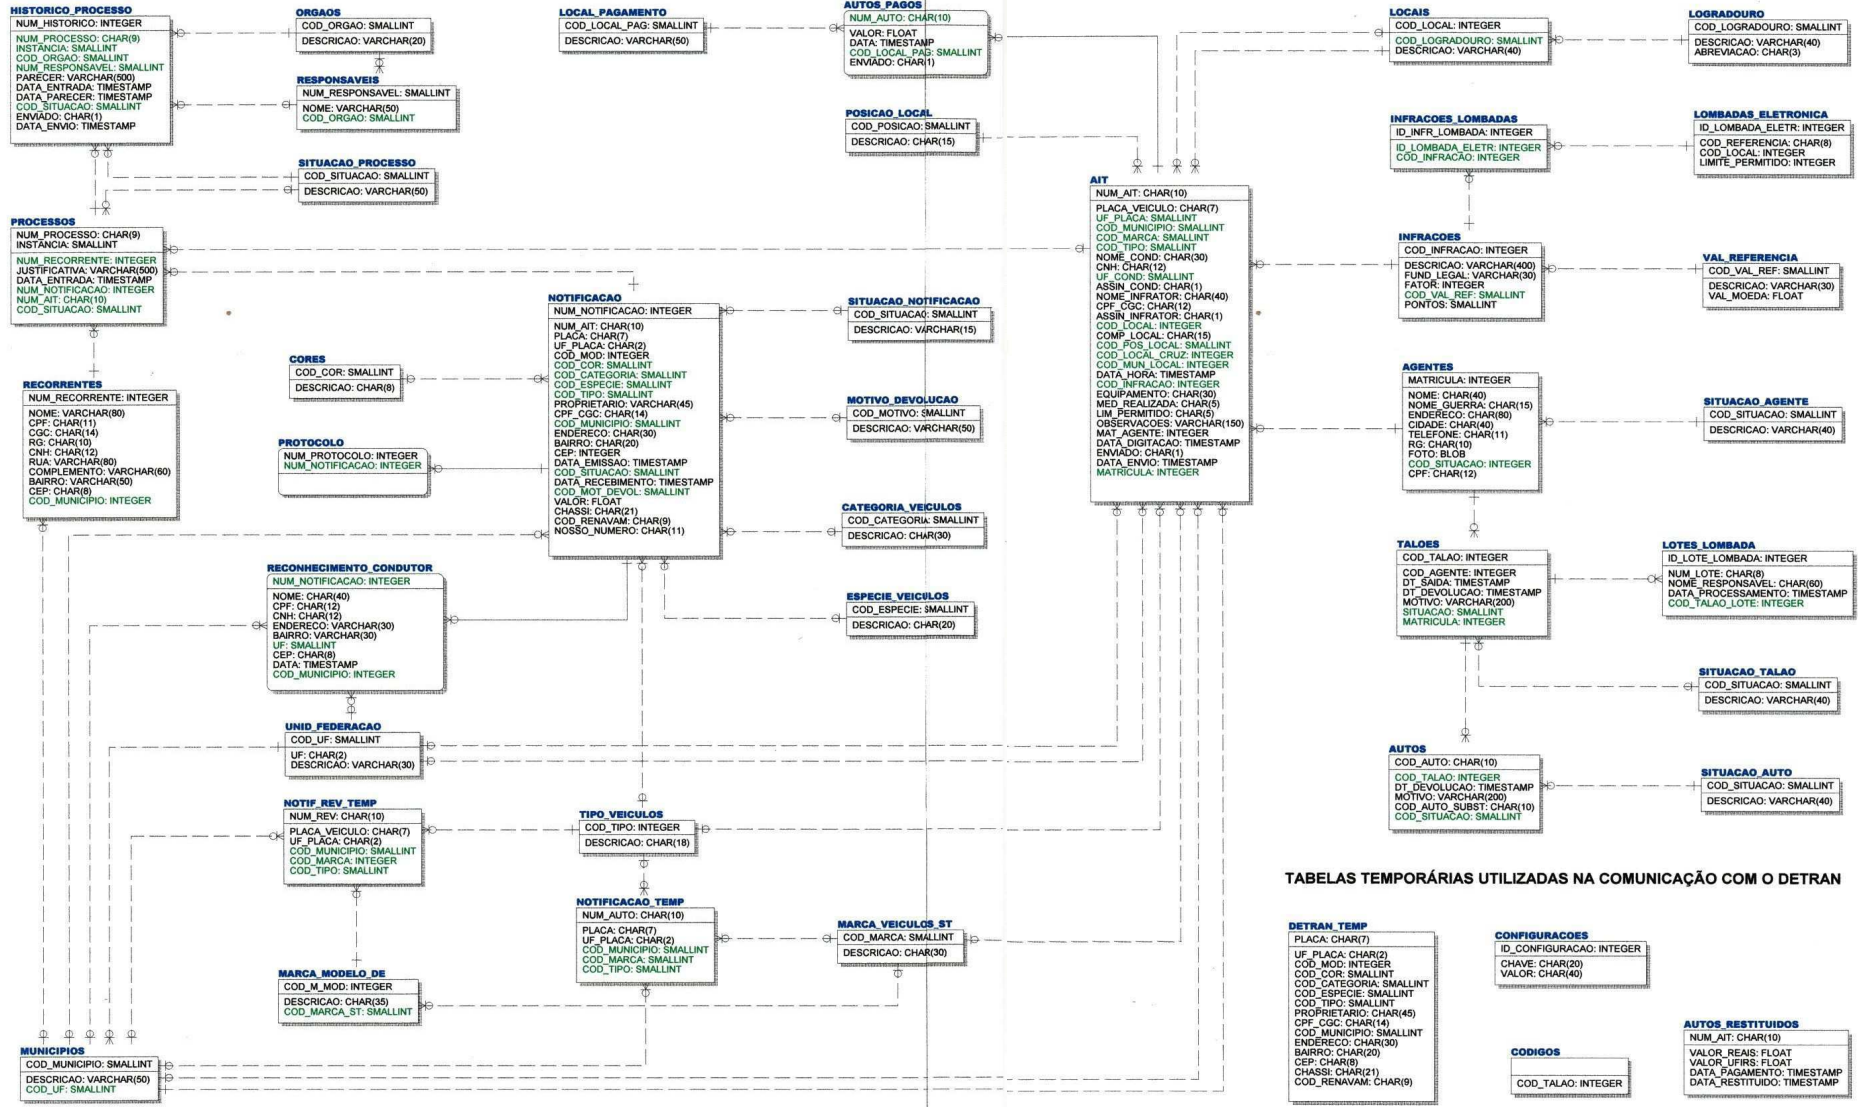 HISTORICO_PROCESSO
NUM_HISTORICO: INTEGER
NUM_PROCESSO: CHAR(9)
INSTANCIA: SMALLINT
COD_ORGAO: SMALLINT
NUM_RESPONSAVEL: SMALLINT
PARECER: VARCHAR(500)
DATA_ENTRADA: TIMESTAMP
DATA_PARECER: TIMESTAMP
COD_SITUACAO: SMALLINT
ENVIADO: CHAR(1)
DATA_ENVIO: TIMESTAMP
ORGAOS
COD_ORGAO: SMALLINT
DESCRICAO: VARCHAR(20)
RESPONSAVEIS
NUM_RESPONSAVEL: SMALLINT
NOME: VARCHAR(50)
COD_ORGAO: SMALLINT
SITUACAO_PROCESSO
COD_SITUACAO: SMALLINT
DESCRICAO: VARCHAR(50)
LOCAL_PAGAMENTO
COD_LOCAL_PAG: SMALLINT
DESCRICAO: VARCHAR(50)
AUTOS_PAGOS
NUM_AUTO: CHAR(10)
VALOR: FLOAT
DATA: TIMESTAMP
COD_LOCAL_PAG: SMALLINT
ENVIADO: CHAR(1)
POSICAO_LOCAL
COD_POSICAO: SMALLINT
DESCRICAO: CHAR(15)
LOCAIS
COD_LOCAL: INTEGER
COD_LOGRADOURO: SMALLINT
DESCRICAO: VARCHAR(40)
LOGRADOURO
COD_LOGRADOURO: SMALLINT
DESCRICAO: VARCHAR(40)
ABREVIACAO: CHAR(3)
INFRACOES_LOMBADAS
ID_INFR_LOMBADA: INTEGER
ID_LOMBADA_ELETR: INTEGER
COD_INFRACAO: INTEGER
LOMBADAS_ELETRONICA
ID_LOMBADA_ELETR: INTEGER
COD_REFERENCIA: CHAR(8)
COD_LOCAL: INTEGER
LIMITE_PERMITIDO: INTEGER
PROCESSOS
NUM_PROCESSO: CHAR(9)
INSTANCIA: SMALLINT
NUM_RECORRENTE: INTEGER
JUSTIFICATIVA: VARCHAR(500)
DATA_ENTRADA: TIMESTAMP
NUM_NOTIFICACAO: INTEGER
NUM_AIT: CHAR(10)
COD_SITUACAO: SMALLINT
AIT
NUM_AIT: CHAR(10)
PLACA_VEICULO: CHAR(7)
UF_PLACA: SMALLINT
COD_MUNICIPIO: SMALLINT
COD_MARCA: SMALLINT
COD_TIPO: SMALLINT
NOME_COND: CHAR(30)
CNH: CHAR(12)
UF_COND: SMALLINT
ASSIN_COND: CHAR(1)
NOME_INFRATOR: CHAR(40)
CPF_CGC: CHAR(12)
ASSIN_INFRATOR: CHAR(1)
COD_LOCAL: INTEGER
COMP_LOCAL: CHAR(15)
COD_POS_LOCAL: SMALLINT
COD_LOCAL_CRUZ: INTEGER
COD_MUN_LOCAL: INTEGER
DATA_HORA: TIMESTAMP
COD_INFRACAO: INTEGER
EQUIPAMENTO: CHAR(30)
MED_REALIZADA: CHAR(5)
LIM_PERMITIDO: CHAR(5)
OBSERVACOES: VARCHAR(150)
MAT_AGENTE: INTEGER
DATA_DIGITACAO: TIMESTAMP
ENVIADO: CHAR(1)
DATA_ENVIO: TIMESTAMP
MATRICULA: INTEGER
INFRACOES
COD_INFRACAO: INTEGER
DESCRICAO: VARCHAR(400)
FUND_LEGAL: VARCHAR(30)
FATOR: INTEGER
COD_VAL_REF: SMALLINT
PONTOS: SMALLINT
VAL_REFERENCIA
COD_VAL_REF: SMALLINT
DESCRICAO: VARCHAR(30)
VAL_MOEDA: FLOAT
NOTIFICACAO
NUM_NOTIFICACAO: INTEGER
NUM_AIT: CHAR(10)
PLACA: CHAR(7)
UF_PLACA: CHAR(2)
COD_MOD: INTEGER
COD_COR: SMALLINT
COD_CATEGORIA: SMALLINT
COD_ESPECIE: SMALLINT
COD_TIPO: SMALLINT
PROPRIETARIO: VARCHAR(45)
CPF_CGC: CHAR(14)
COD_MUNICIPIO: SMALLINT
ENDERECO: CHAR(30)
BAIRRO: CHAR(20)
CEP: INTEGER
DATA_EMISSAO: TIMESTAMP
COD_SITUACAO: SMALLINT
DATA_RECEBIMENTO: TIMESTAMP
COD_MOT_DEVOL: SMALLINT
VALOR: FLOAT
CHASSI: CHAR(21)
COD_RENAVAM: CHAR(9)
NOSSO_NUMERO: CHAR(11)
SITUACAO_NOTIFICACAO
COD_SITUACAO: SMALLINT
DESCRICAO: VARCHAR(15)
CORES
COD_COR: SMALLINT
DESCRICAO: CHAR(8)
MOTIVO_DEVOLUCAO
COD_MOTIVO: SMALLINT
DESCRICAO: VARCHAR(50)
PROTOCOLO
NUM_PROTOCOLO: INTEGER
NUM_NOTIFICACAO: INTEGER
RECORRENTES
NUM_RECORRENTE: INTEGER
NOME: VARCHAR(80)
CPF: CHAR(11)
CGC: CHAR(14)
RG: CHAR(10)
CNH: CHAR(12)
RUA: VARCHAR(80)
COMPLEMENTO: VARCHAR(60)
BAIRRO: VARCHAR(50)
CEP: CHAR(8)
COD_MUNICIPIO: INTEGER
AGENTES
MATRICULA: INTEGER
NOME: CHAR(40)
NOME_GUERRA: CHAR(15)
ENDERECO: CHAR(80)
CIDADE: CHAR(40)
TELEFONE: CHAR(11)
RG: CHAR(10)
FOTO: BLOB
COD_SITUACAO: INTEGER
CPF: CHAR(12)
SITUACAO_AGENTE
COD_SITUACAO: SMALLINT
DESCRICAO: VARCHAR(40)
CATEGORIA_VEICULOS
COD_CATEGORIA: SMALLINT
DESCRICAO: CHAR(30)
RECONHECIMENTO_CONDUTOR
NUM_NOTIFICACAO: INTEGER
NOME: CHAR(40)
CPF: CHAR(12)
CNH: CHAR(12)
ENDERECO: VARCHAR(30)
BAIRRO: VARCHAR(30)
UF: SMALLINT
CEP: CHAR(8)
DATA: TIMESTAMP
COD_MUNICIPIO: INTEGER
ESPECIE_VEICULOS
COD_ESPECIE: SMALLINT
DESCRICAO: CHAR(20)
TALOES
COD_TALAO: INTEGER
COD_AGENTE: INTEGER
DT_SAIDA: TIMESTAMP
DT_DEVOLUCAO: TIMESTAMP
MOTIVO: VARCHAR(200)
SITUACAO: SMALLINT
MATRICULA: INTEGER
LOTES_LOMBADA
ID_LOTE_LOMBADA: INTEGER
NUM_LOTE: CHAR(8)
NOME_RESPONSAVEL: CHAR(60)
DATA_PROCESSAMENTO: TIMESTAMP
COD_TALAO_LOTE: INTEGER
SITUACAO_TALAO
COD_SITUACAO: SMALLINT
DESCRICAO: VARCHAR(40)
UNID_FEDERACAO
COD_UF: SMALLINT
UF: CHAR(2)
DESCRICAO: VARCHAR(30)
AUTOS
COD_AUTO: CHAR(10)
COD_TALAO: INTEGER
DT_DEVOLUCAO: TIMESTAMP
MOTIVO: VARCHAR(200)
COD_AUTO_SUBST: CHAR(10)
COD_SITUACAO: SMALLINT
SITUACAO_AUTO
COD_SITUACAO: SMALLINT
DESCRICAO: VARCHAR(40)
NOTIF_REV_TEMP
NUM_REV: CHAR(10)
PLACA_VEICULO: CHAR(7)
UF_PLACA: CHAR(2)
COD_MUNICIPIO: SMALLINT
COD_MARCA: INTEGER
COD_TIPO: SMALLINT
TIPO_VEICULOS
COD_TIPO: INTEGER
DESCRICAO: CHAR(18)
NOTIFICACAO_TEMP
NUM_AUTO: CHAR(10)
PLACA: CHAR(7)
UF_PLACA: CHAR(2)
COD_MUNICIPIO: SMALLINT
COD_MARCA: SMALLINT
COD_TIPO: SMALLINT
MARCA_VEICULOS_ST
COD_MARCA: SMALLINT
DESCRICAO: CHAR(30)
MARCA_MODELO_DE
COD_M_MOD: INTEGER
DESCRICAO: CHAR(35)
COD_MARCA_ST: SMALLINT
MUNICIPIOS
COD_MUNICIPIO: SMALLINT
DESCRICAO: VARCHAR(50)
COD_UF: SMALLINT
TABELAS TEMPORÁRIAS UTILIZADAS NA COMUNICAÇÃO COM O DETRAN
DETRAN_TEMP
PLACA: CHAR(7)
UF_PLACA: CHAR(2)
COD_MOD: INTEGER
COD_COR: SMALLINT
COD_CATEGORIA: SMALLINT
COD_ESPECIE: SMALLINT
COD_TIPO: SMALLINT
PROPRIETARIO: CHAR(45)
CPF_CGC: CHAR(14)
COD_MUNICIPIO: SMALLINT
ENDERECO: CHAR(30)
BAIRRO: CHAR(20)
CEP: CHAR(8)
CHASSI: CHAR(21)
COD_RENAVAM: CHAR(9)
CONFIGURACOES
ID_CONFIGURACAO: INTEGER
CHAVE: CHAR(20)
VALOR: CHAR(40)
CODIGOS
COD_TALAO: INTEGER
AUTOS_RESTITUIDOS
NUM_AIT: CHAR(10)
VALOR_REAIS: FLOAT
VALOR_UFIRS: FLOAT
DATA_PAGAMENTO: TIMESTAMP
DATA_RESTITUIDO: TIMESTAMP